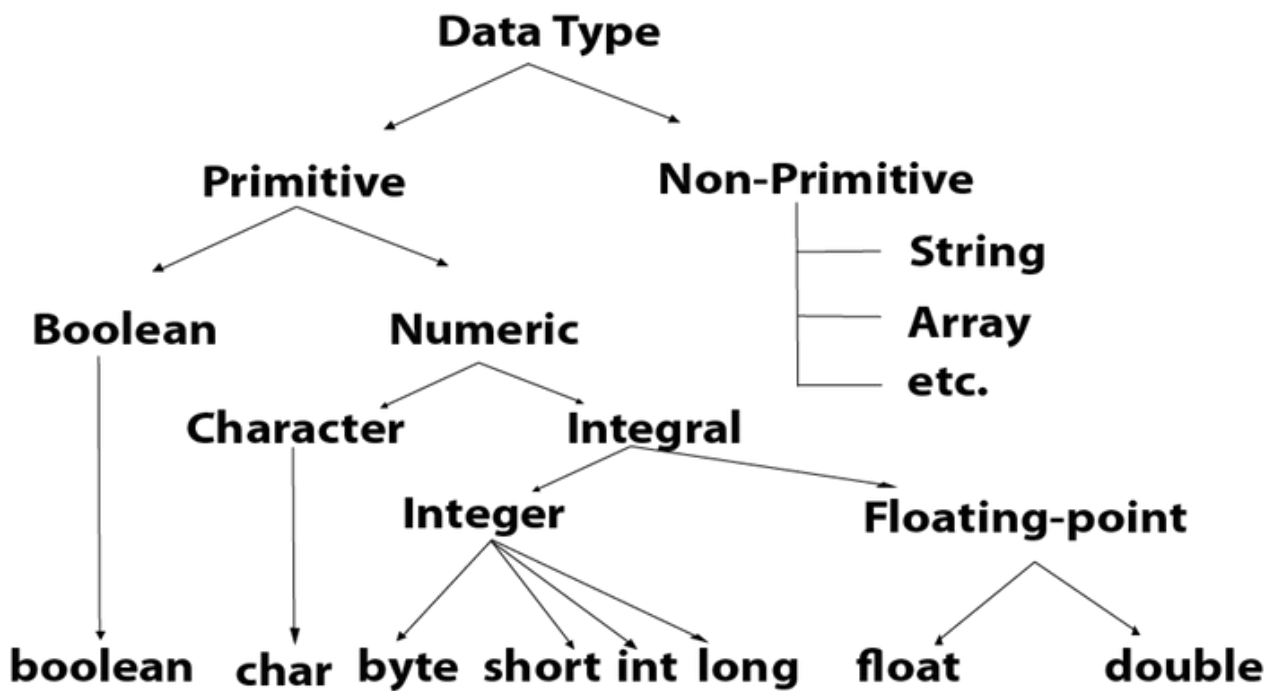 Data Type
Primitive
Non-Primitive
String
Array
etc.
Boolean
Numeric
Character
Integral
Integer
Floating-point
boolean
char
byte
short
int
long
float
double